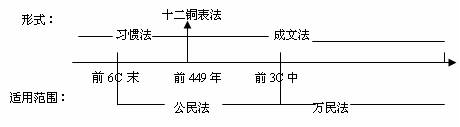 十二铜表法
形式：
习惯法 成文法
前 6C 末 前 449 年 前 3C 中
适用范围：
公民法 万民法